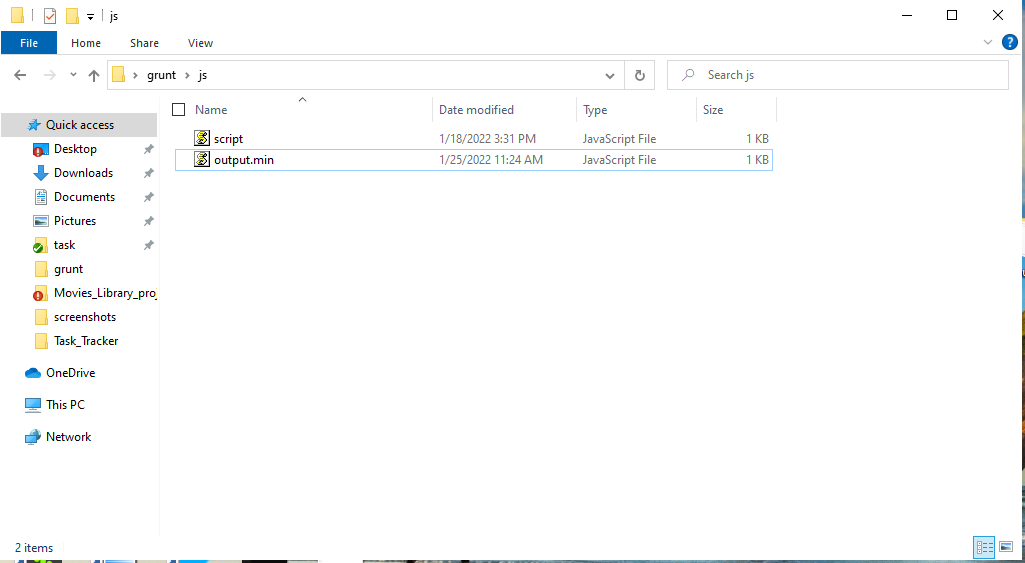 js
File Home Share View
grunt js
Search js
Name Date modified Type Size
script 1/18/2022 3:31 PM JavaScript File 1 KB
output.min 1/25/2022 11:24 AM JavaScript File 1 KB
Quick access
Desktop
Downloads
Documents
Pictures
task
grunt
Movies_Library_proj
screenshots
Task_Tracker
OneDrive
This PC
Network
2 items